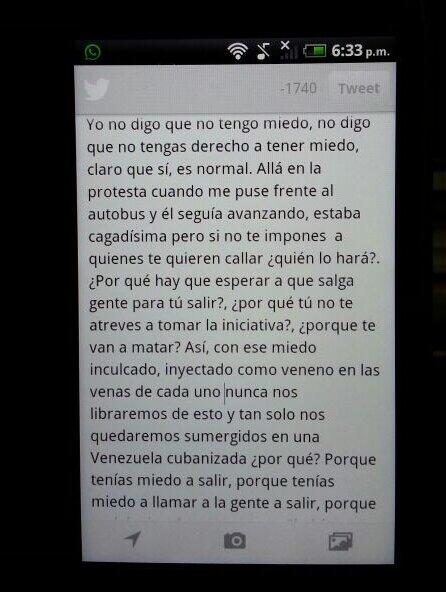 6:33 p.m.
-1740 Tweet
Yo no digo que no tengo miedo, no digo
que no tengas derecho a tener miedo,
claro que sí, es normal. Allá en la
protesta cuando me puse frente al
autobus y él seguía avanzando, estaba
cagadísima pero si no te impones a
quienes te quieren callar ¿quién lo hará?.
¿Por qué hay que esperar a que salga
gente para tú salir?, ¿por qué tú no te
atreves a tomar la iniciativa?, ¿porque te
van a matar? Así, con ese miedo
inculcado, inyectado como veneno en las
venas de cada uno nunca nos
libraremos de esto y tan solo nos
quedaremos sumergidos en una
Venezuela cubanizada ¿por qué? Porque
tenías miedo a salir, porque tenías
miedo a llamar a la gente a salir, porque